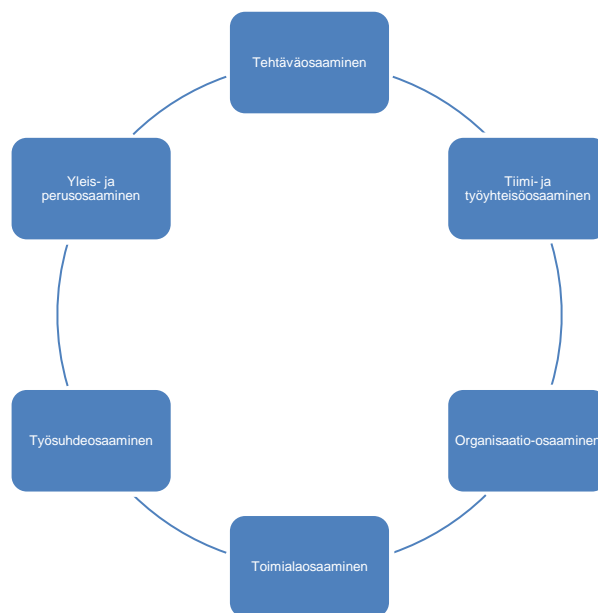 Tehtäväosaaminen
Tiimi- ja
työyhteisöosaaminen
Organisaatio-osaaminen
Toimialaosaaminen
Työsuhdeosaaminen
Yleis- ja
perusosaaminen